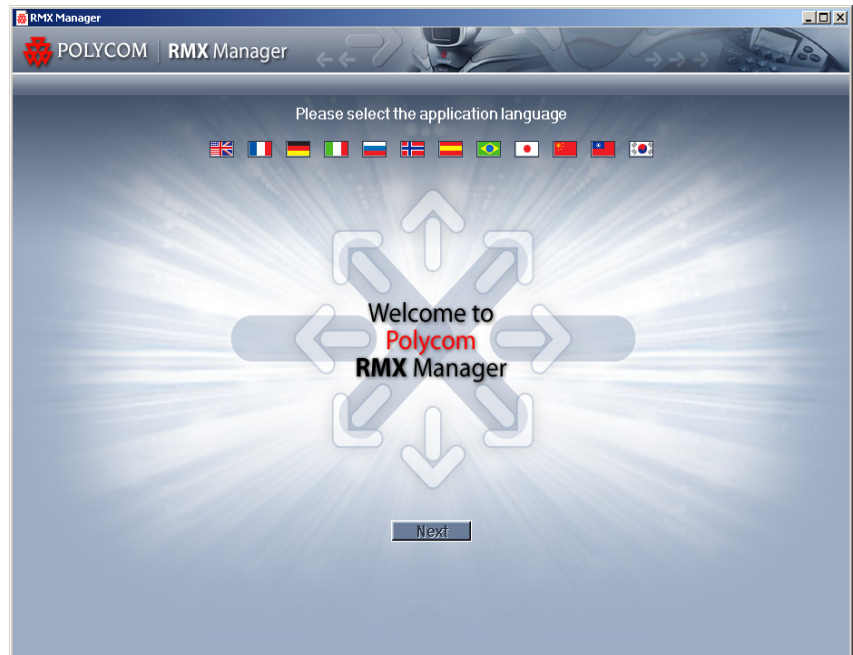 RMX Manager
POLYCOM | RMX Manager
Please select the application language
Welcome to
Polycom
RMX Manager
Next